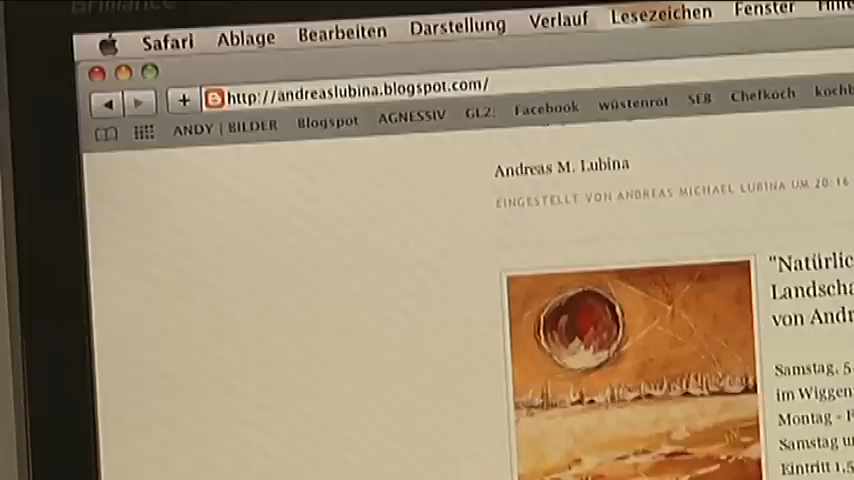 Brilliance
Safari Ablage Bearbeiten Darstellung Verlauf Lesezeichen Fenster
http://andreaslubina.blogspot.com/
ANDY | BILDER Blogspot AGNESSIV GL2: Facebook wüstenrot SEB Chefkoch kochb
Andreas M. Lubina
EINGESTELLT VON ANDREAS MICHAEL LUBINA UM 20:16
"Natürlic
Landscha
von Andr
Samstag, 5
im Wiggen
Montag - F
Samstag u
Eintritt 1,5